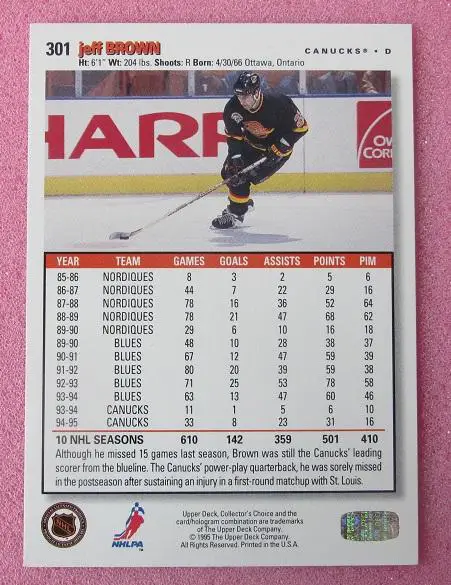 301 jeff BROWN CANUCKS® • D
Ht: 6'1" Wt: 204 lbs. Shoots: R Born: 4/30/66 Ottawa, Ontario
HARP
Ow
CORN
YEAR TEAM GAMES GOALS ASSISTS POINTS PIM
85-86 NORDIQUES 8 3 2 5 6
86-87 NORDIQUES 44 7 22 29 16
87-88 NORDIQUES 78 16 36 52 64
88-89 NORDIQUES 78 21 47 68 62
89-90 NORDIQUES 29 6 10 16 18
89-90 BLUES 48 10 28 38 37
90-91 BLUES 67 12 47 59 39
91-92 BLUES 80 20 39 59 38
92-93 BLUES 71 25 53 78 58
93-94 BLUES 63 13 47 60 46
93-94 CANUCKS 11 1 5 6 10
94-95 CANUCKS 33 8 23 31 16
10 NHL SEASONS 610 142 359 501 410
Although he missed 15 games last season, Brown was still the Canucks' leading
scorer from the blueline. The Canucks' power-play quarterback, he was sorely missed
in the postseason after sustaining an injury in a first-round matchup with St. Louis.
NHL
NHLPA
Upper Deck, Collector's Choice and the
card/hologram combination are trademarks
of The Upper Deck Company.
© 1995 The Upper Deck Company.
All Rights Reserved. Printed in the U.S.A.